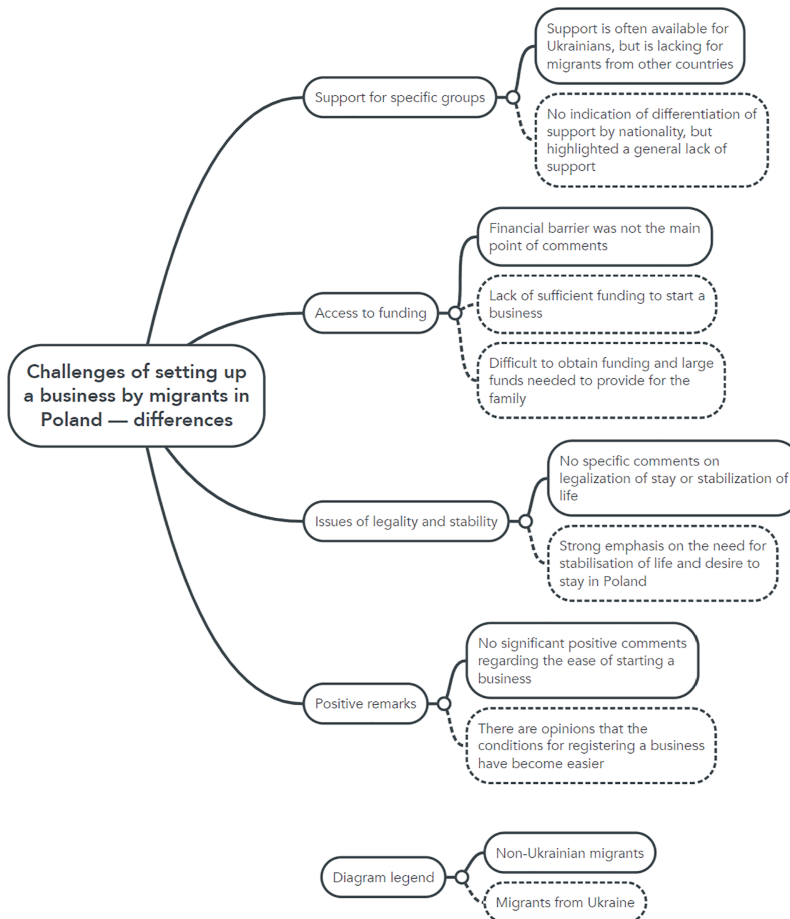 Support is often available for
Ukrainians, but is lacking for
migrants from other countries
Support for specific groups
No indication of differentiation of
support by nationality, but
highlighted a general lack of
support
Financial barrier was not the main
point of comments
Access to funding
Lack of sufficient funding to start a
business
Difficult to obtain funding and large
funds needed to provide for the
family
Challenges of setting up
a business by migrants in
Poland — differences
No specific comments on
legalization of stay or stabilization of
life
Issues of legality and stability
Strong emphasis on the need for
stabilisation of life and desire to
stay in Poland
No significant positive comments
regarding the ease of starting a
business
Positive remarks
There are opinions that the
conditions for registering a business
have become easier
Non-Ukrainian migrants
Diagram legend
Migrants from Ukraine